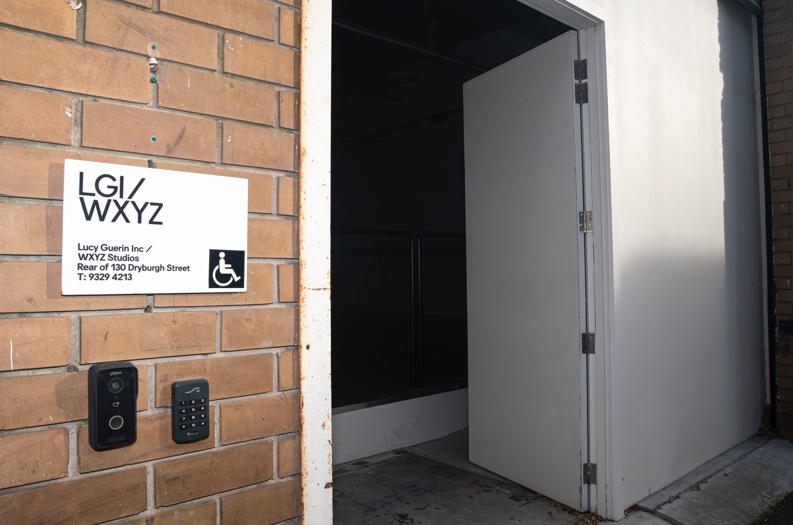 LGI/
WXYZ
Lucy Guerin Inc /
WXYZ Studios
Rear of 130 Dryburgh Street
T: 9329 4213